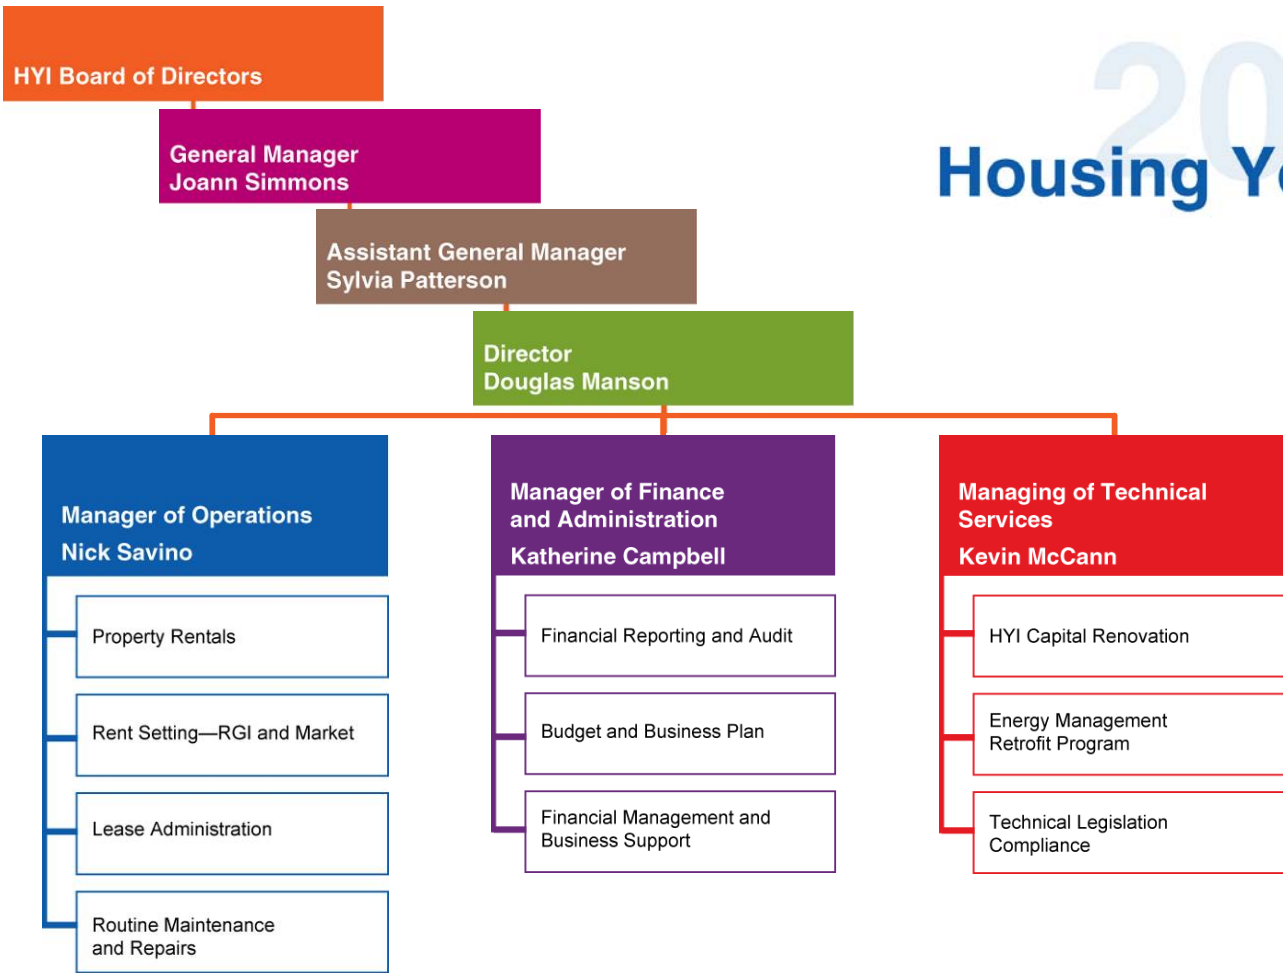 HYI Board of Directors
General Manager
Joann Simmons
20
Housing
Assistant General Manager
Sylvia Patterson
Director
Douglas Manson
Manager of Operations
Nick Savino
Property Rentals
Rent Setting—RGI and Market
Lease Administration
Routine Maintenance
and Repairs
Manager of Finance
and Administration
Katherine Campbell
Financial Reporting and Audit
Budget and Business Plan
Financial Management and
Business Support
Managing of Technical
Services
Kevin McCann
HYI Capital Renovation
Energy Management
Retrofit Program
Technical Legislation
Compliance